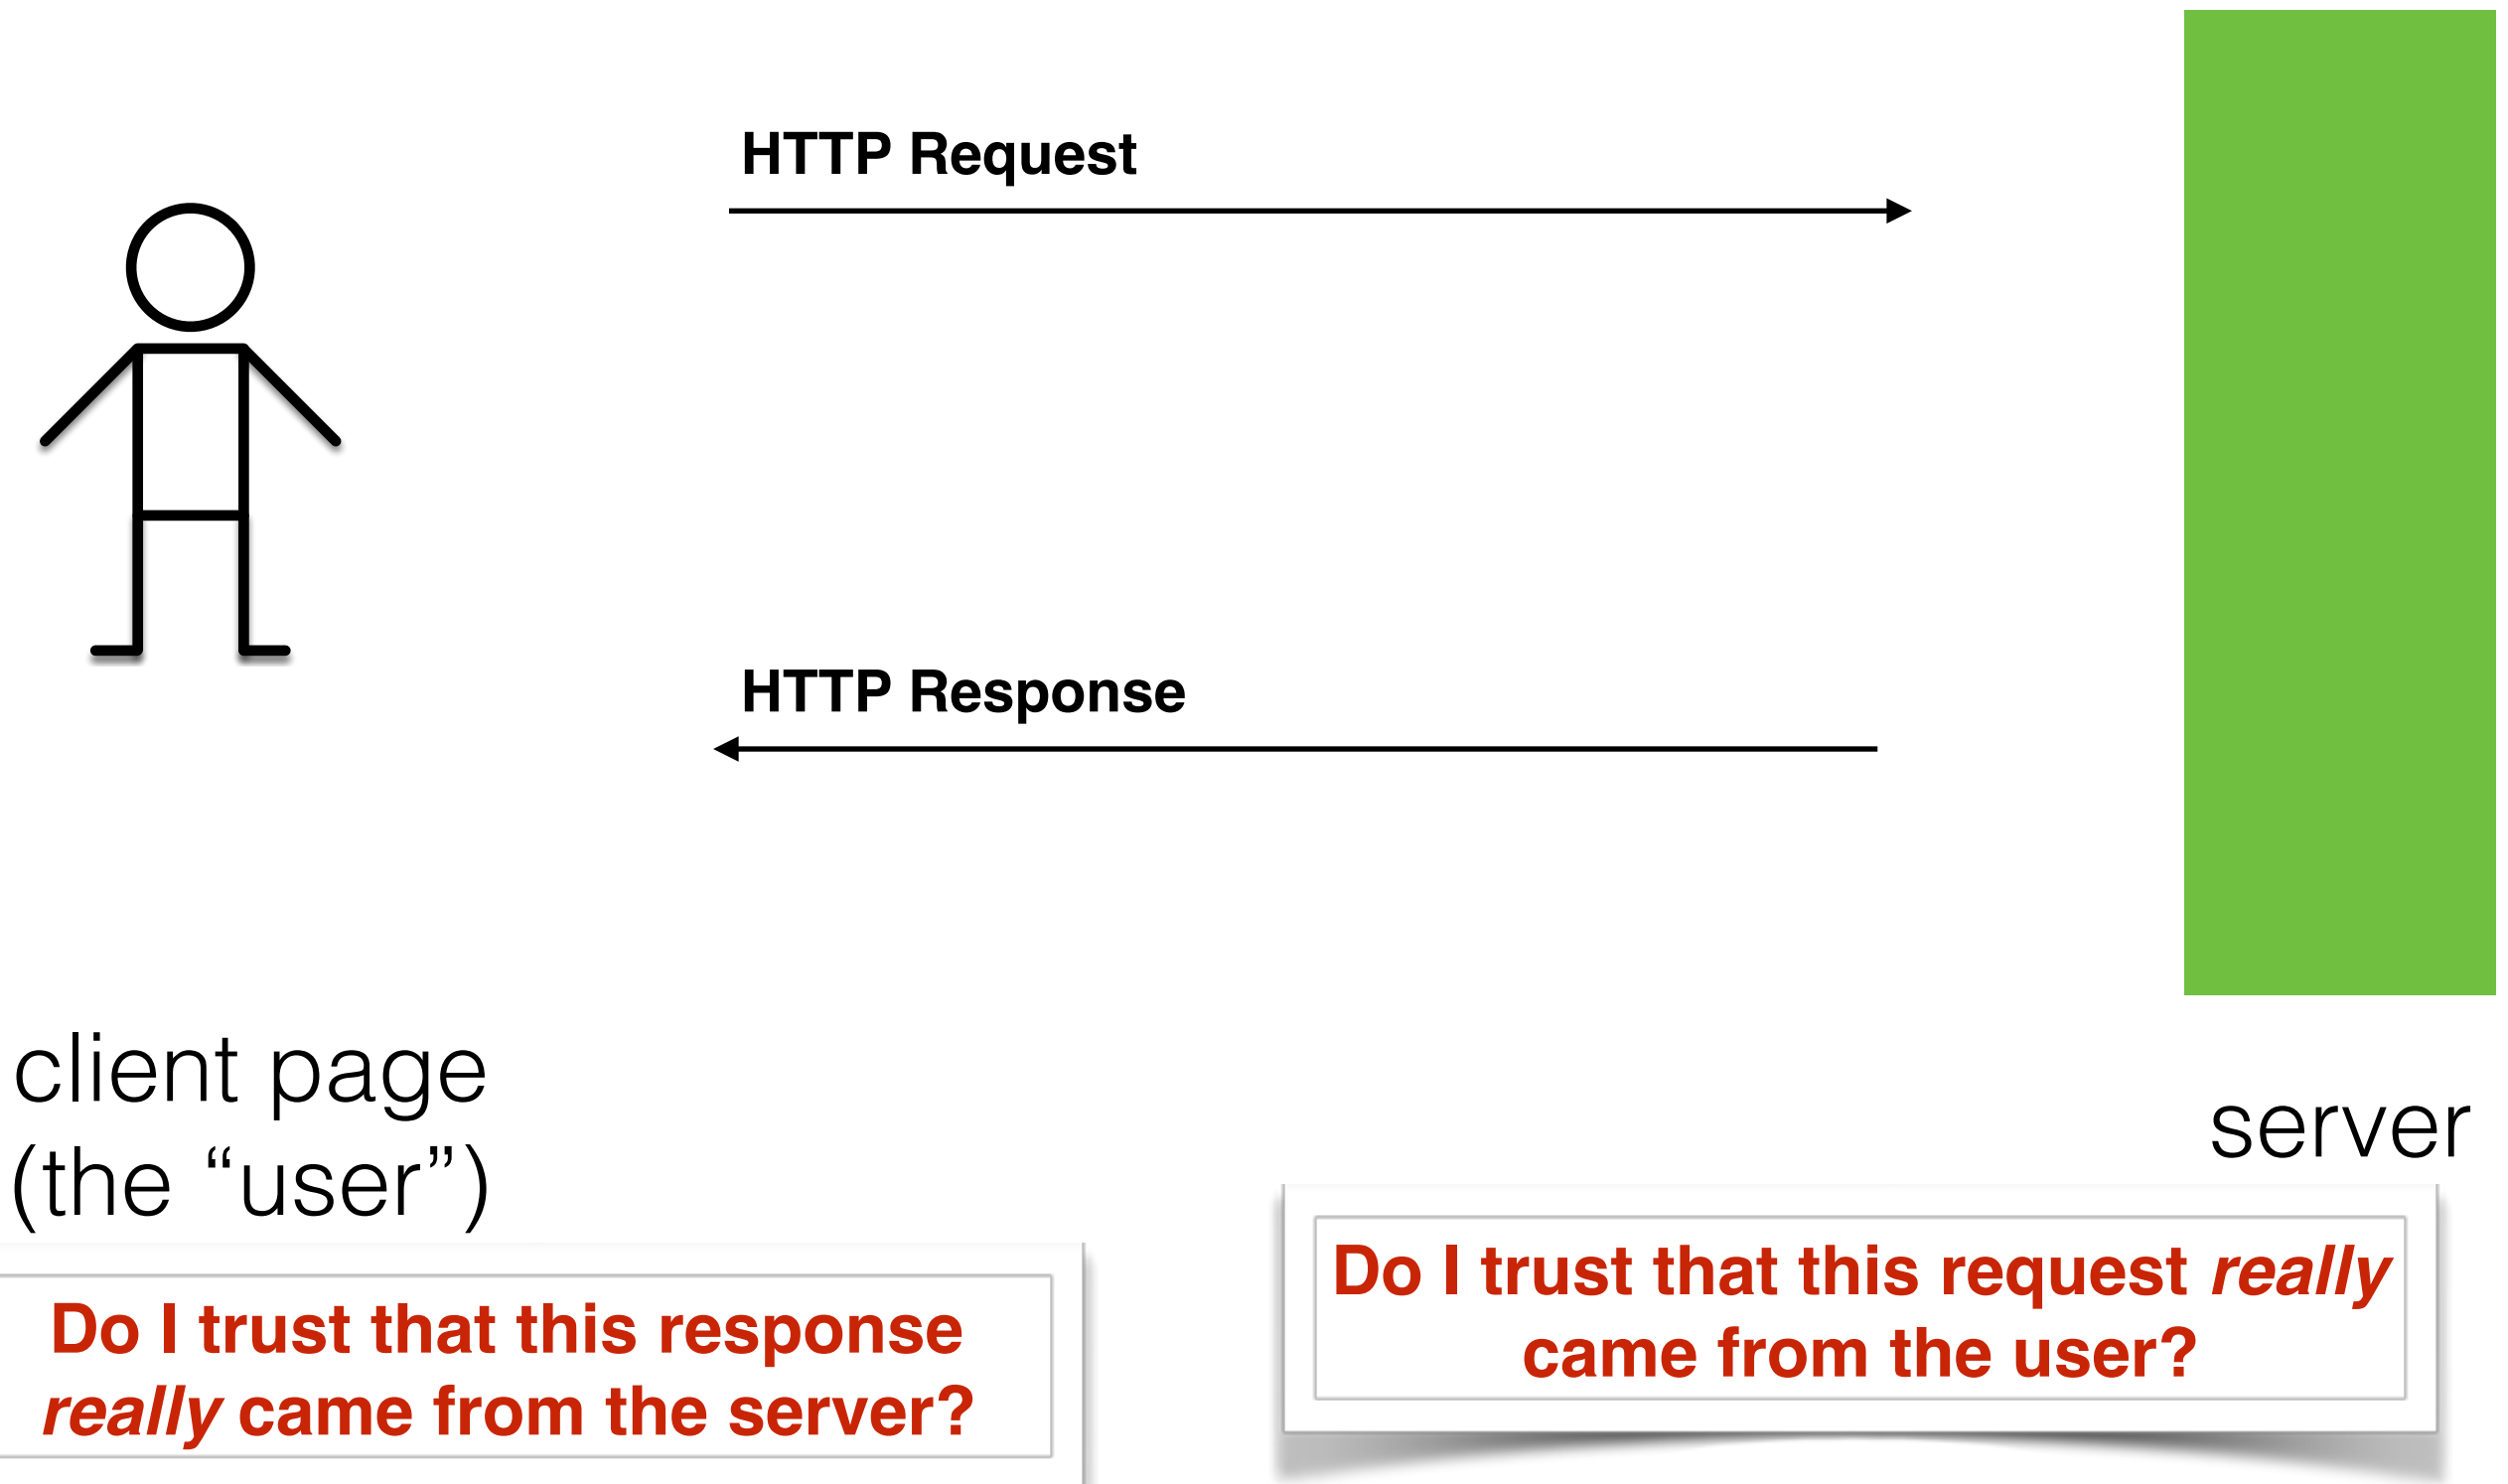 HTTP Request
HTTP Response
client page
(the “user”)
server
Do I trust that this response
really came from the server?
Do I trust that this request really
came from the user?